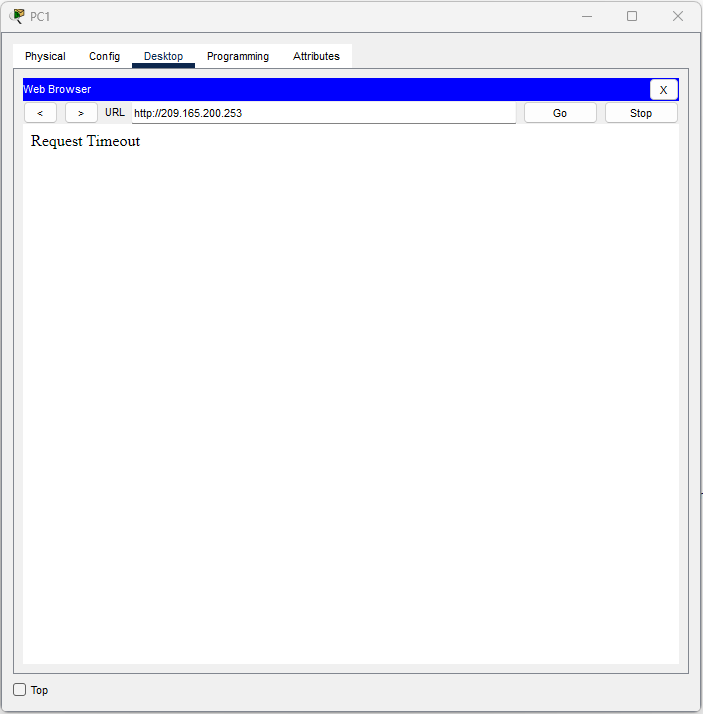 PC1
Physical Config Desktop Programming Attributes
Web Browser X
< > URL http://209.165.200.253 Go Stop
Request Timeout
Top